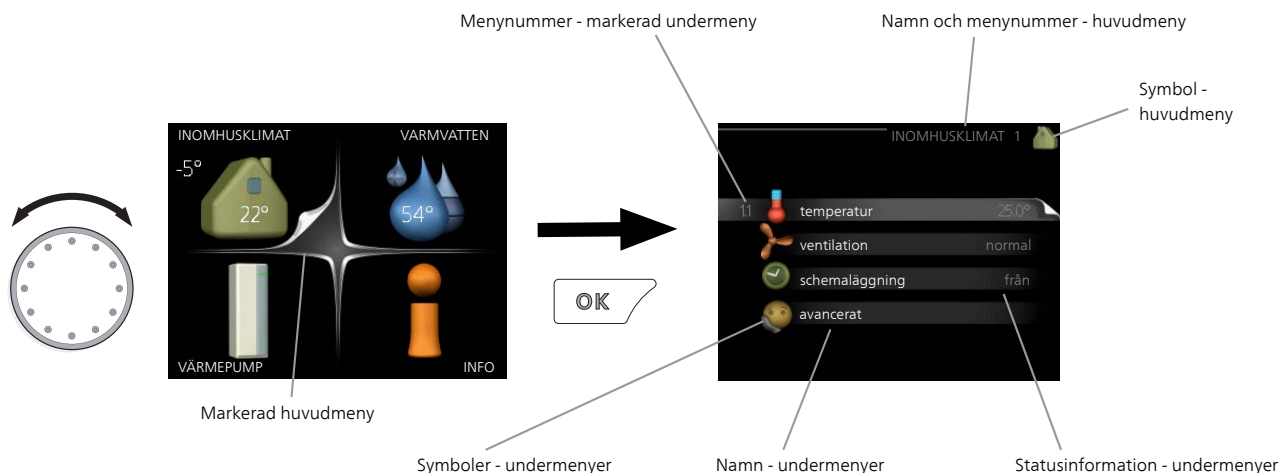 Menynummer - markerad undermeny
Namn och menynummer - huvudmeny
Symbol -
huvudmeny
INOMHUSKLIMAT
VARMVATTEN
-5°
22°
54°
VÄRMEPUMP
INFO
Markerad huvudmeny
OK
INOMHUSKLIMAT 1
1.1 temperatur 25.0°
ventilation normal
schemaläggning från
avancerat
Symboler - undermenyer
Namn - undermenyer
Statusinformation - undermenyer